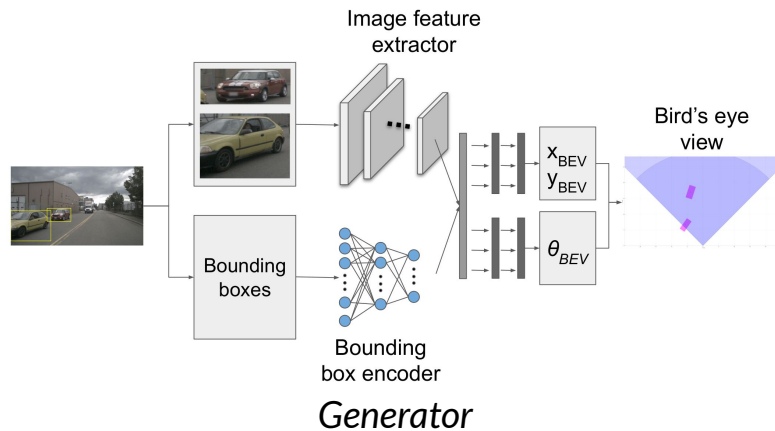 Image feature
extractor
Bird's eye
view
x_BEV
y_BEV
θ_BEV
Bounding
boxes
Bounding
box encoder
Generator